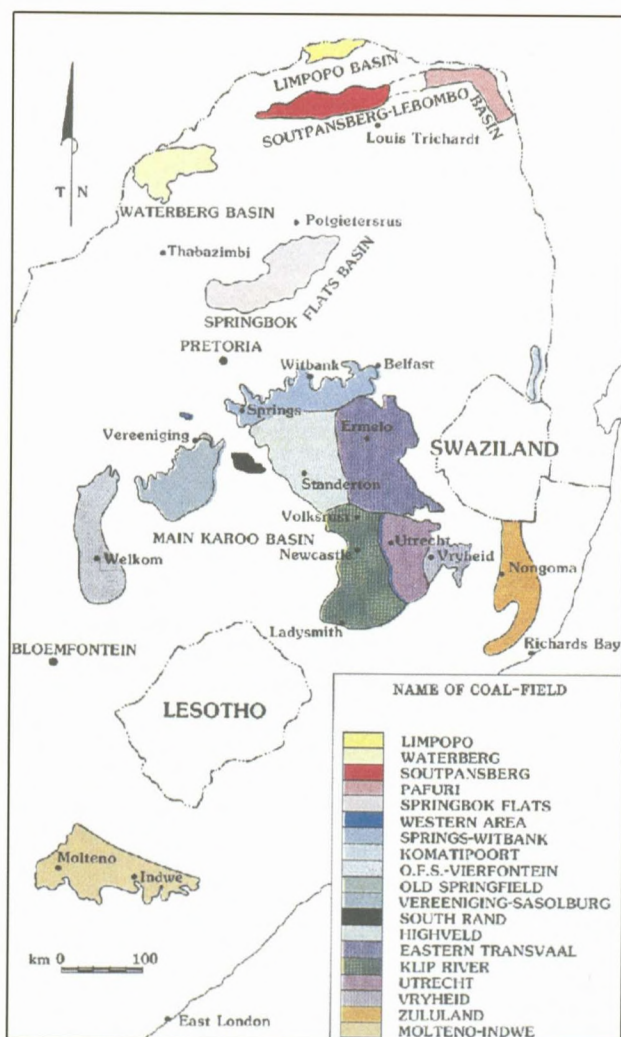 LIMPOPO BASIN
SOUTPANSBERG-LEBOMBO
BASIN
Louis Trichardt
T N
WATERBERG BASIN
Potgietersrus
Thabazimbi
FLATS BASIN
SPRINGBOK
PRETORIA
Witbank
Belfast
Springs
Ermelo
Vereeniging
SWAZILAND
Standerton
Volksrust
MAIN KAROO BASIN
Utrecht
Newcastle
Vryheid
Welkom
Nongoma
Ladysmith
Richards Bay
BLOEMFONTEIN
LESOTHO
NAME OF COAL-FIELD
LIMPOPO
WATERBERG
SOUTPANSBERG
PAFURI
SPRINGBOK FLATS
WESTERN AREA
SPRINGS-WITBANK
KOMATIPOORT
O.F.S.-VIERFONTEIN
OLD SPRINGFIELD
VEREENIGING-SASOLBURG
SOUTH RAND
HIGHVELD
EASTERN TRANSVAAL
KLIP RIVER
UTRECHT
VRYHEID
ZULULAND
MOLTENO-INDWE
Molteno
Indwe
km 0 100
East London